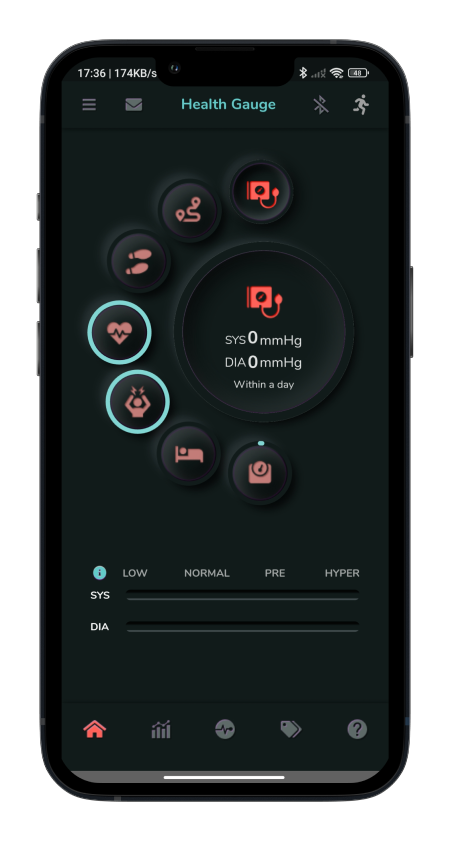 17:36 | 174KB/s 48
Health Gauge
SYS 0 mmHg
DIA 0 mmHg
Within a day
LOW NORMAL PRE HYPER
SYS
DIA